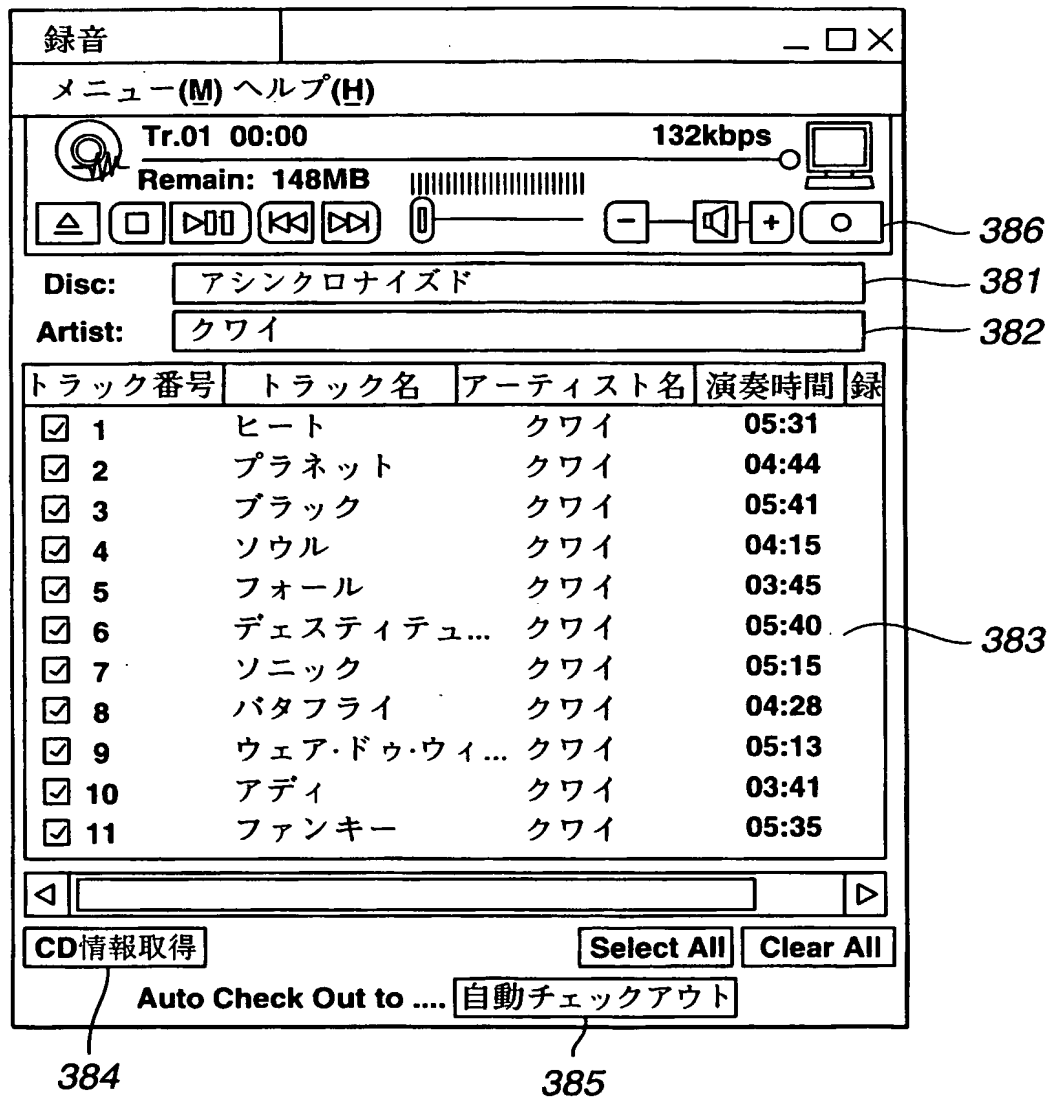 録音
メニュー(M) ヘルプ(H)
Tr.01 00:00 132kbps
Remain: 148MB
- +
386
Disc: アシンクロナイズド 381
Artist: クワイ 382
トラック番号 トラック名 アーティスト名 演奏時間 録
1 ヒート クワイ 05:31
2 プラネット クワイ 04:44
3 ブラック クワイ 05:41
4 ソウル クワイ 04:15
5 フォール クワイ 03:45
6 デェスティテュ... クワイ 05:40 383
7 ソニック クワイ 05:15
8 バタフライ クワイ 04:28
9 ウェア·ドゥ·ウィ... クワイ 05:13
10 アディ クワイ 03:41
11 ファンキー クワイ 05:35
CD情報取得 Select All Clear All
Auto Check Out to .... 自動チェックアウト
384 385